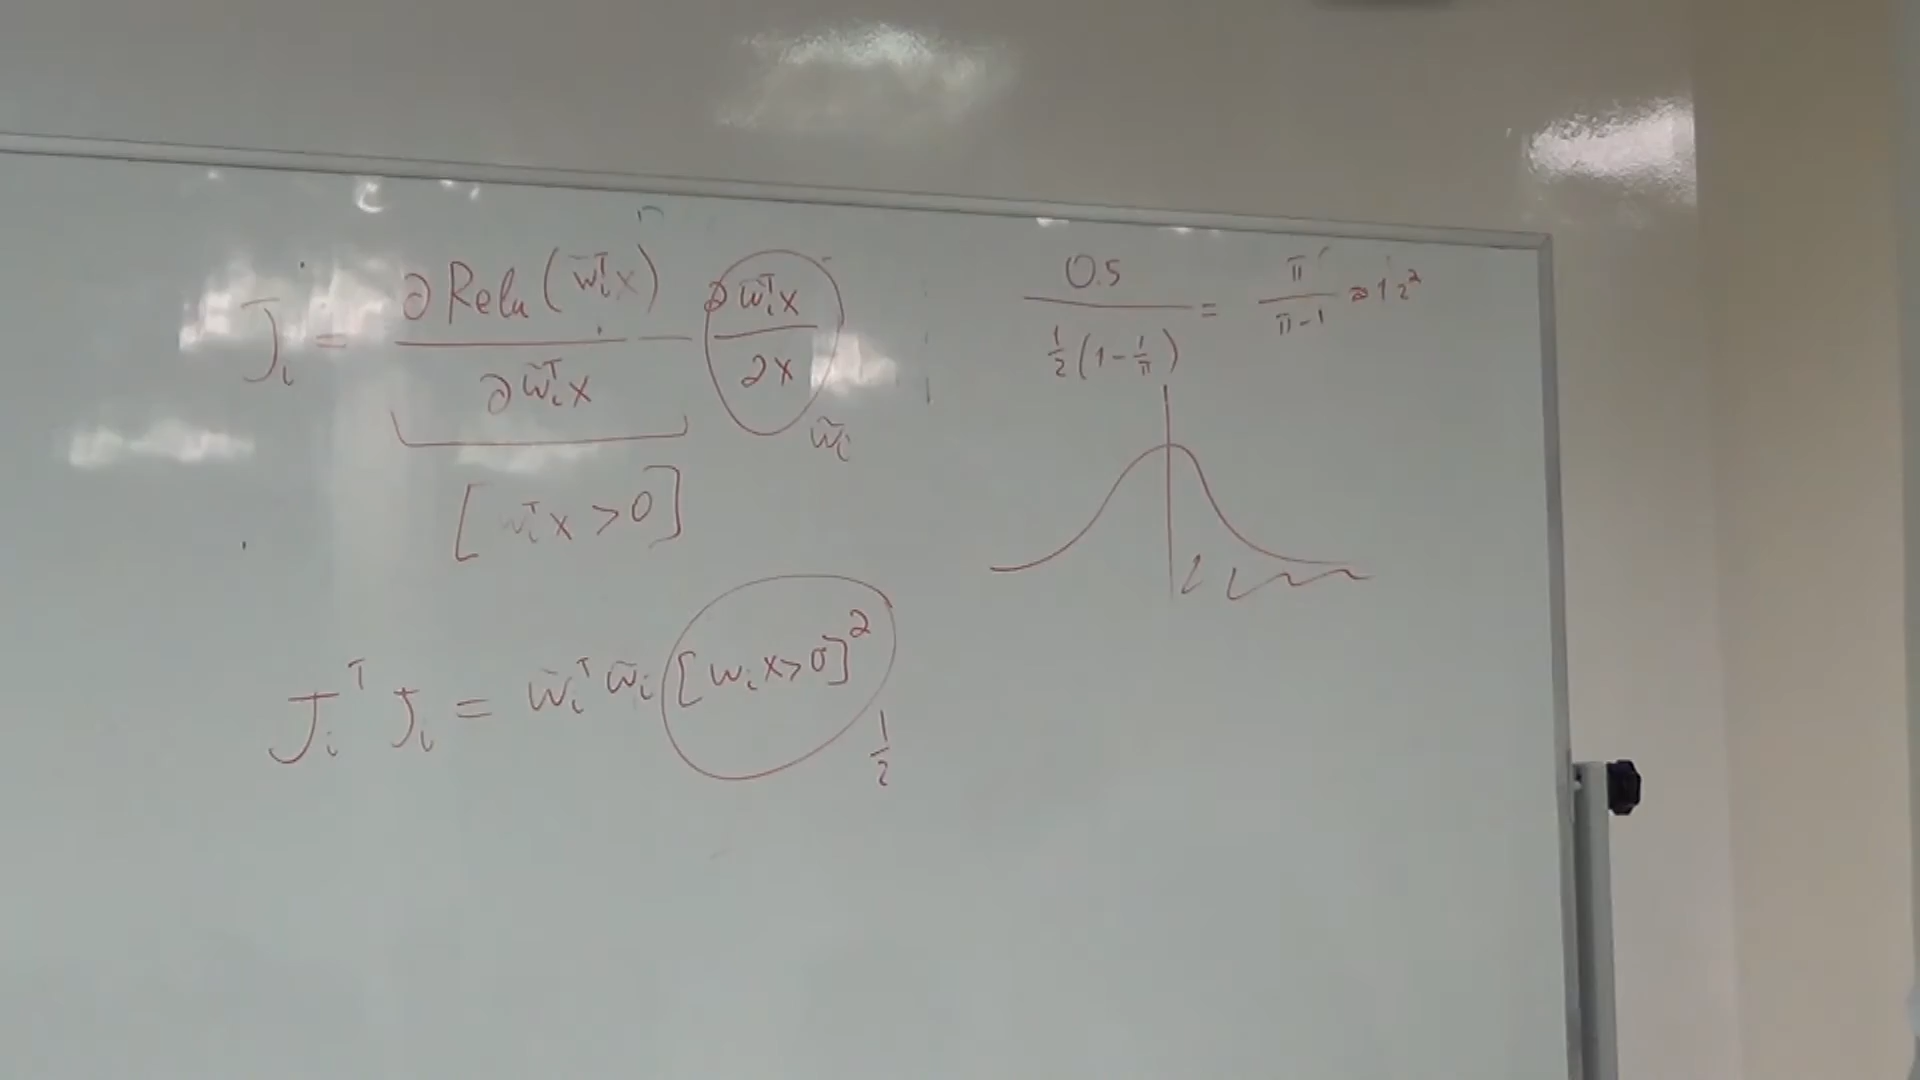 J_i = ∂Relu(w̃_i^T x) / ∂w̃_i^T x · ∂w̃_i^T x / ∂x
w̃_i
[w̃_i^T x > 0]
J_i^T J_i = w̃_i^T w̃_i [w_i x > 0]^2
1/2
0.5 / (1/2 (1 - 1/π)) = π / (π - 1)